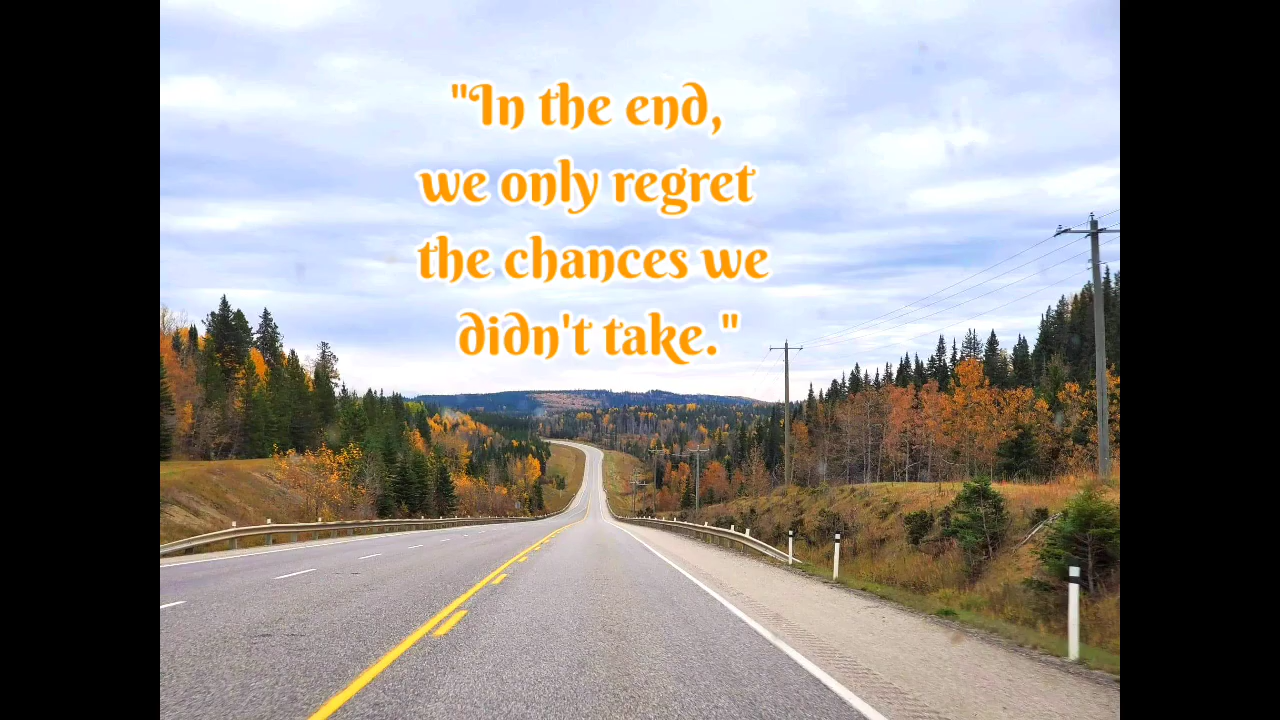 "In the end,
we only regret
the chances we
didn't take."